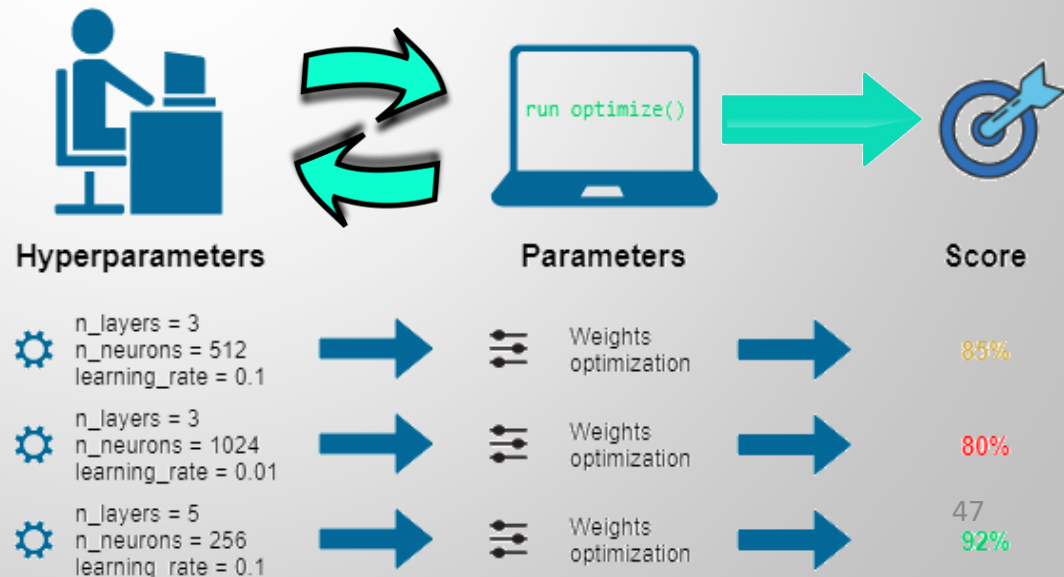 run optimize()
Hyperparameters
Parameters
Score
n_layers = 3
n_neurons = 512
learning_rate = 0.1
Weights
optimization
85%
n_layers = 3
n_neurons = 1024
learning_rate = 0.01
Weights
optimization
80%
n_layers = 5
n_neurons = 256
learning_rate = 0.1
Weights
optimization
47
92%